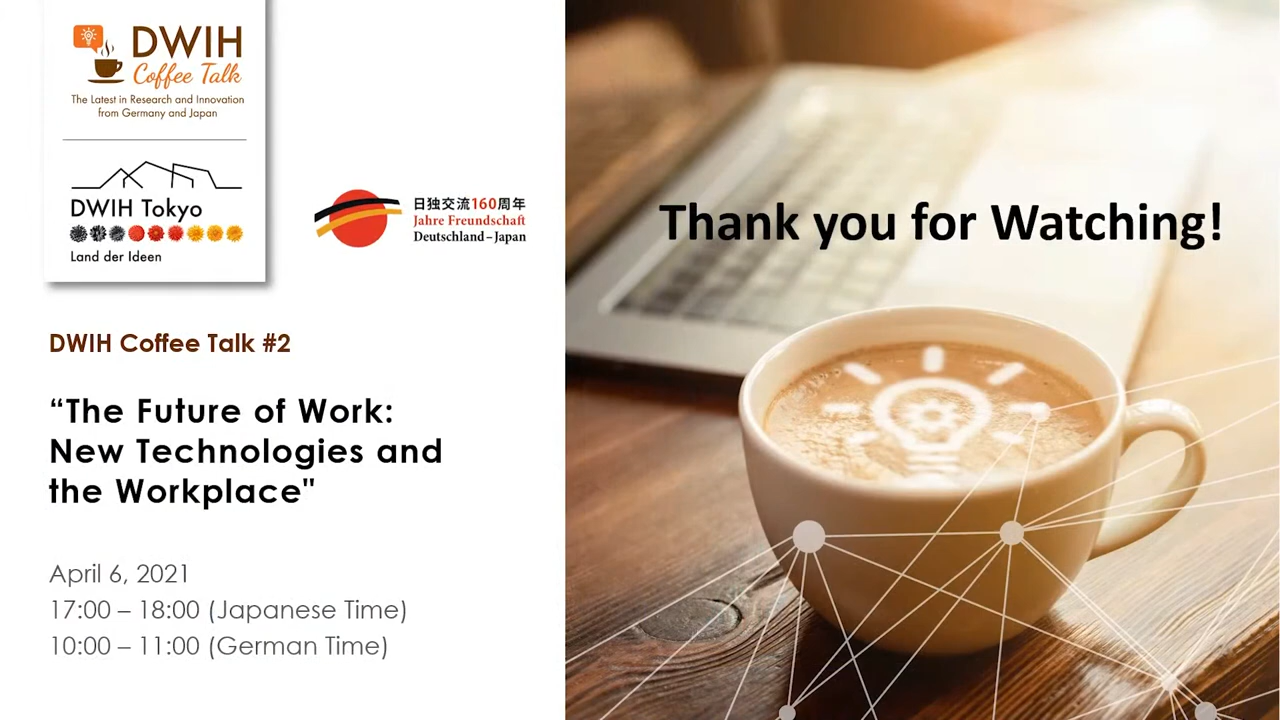 DWIH
Coffee Talk
The Latest in Research and Innovation
from Germany and Japan
DWIH Tokyo
Land der Ideen
日独交流160周年
Jahre Freundschaft
Deutschland – Japan
DWIH Coffee Talk #2
“The Future of Work:
New Technologies and
the Workplace"
April 6, 2021
17:00 – 18:00 (Japanese Time)
10:00 – 11:00 (German Time)
Thank you for Watching!